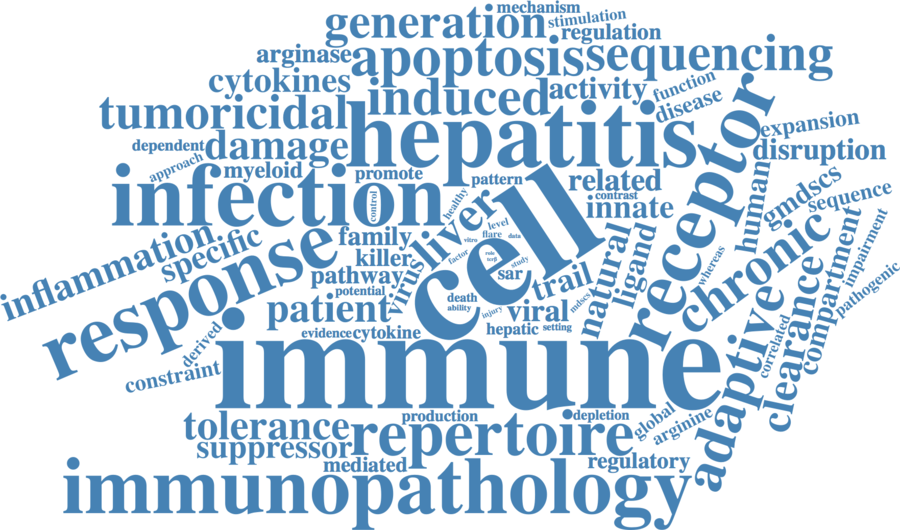 mechanism
generation
stimulation
regulation
arginase
apoptosis
sequencing
cytokines
induced
activity
function
disease
tumoricidal
hepatitis
receptor
expansion
dependent
damage
disruption
approach
myeloid
promote
pattern
related
contrast
human
gmdscs
sequence
infection
control
healthy
liver
cell
innate
level
flare
data
vitro
factor
study
sar
inflammation
specific
response
family
killer
pathway
potential
virus
trail
natural
ligand
whereas
chronic
compartment
impairment
pathogenic
patient
death
ability
injury
viral
mdscs
hepatic
setting
evidence
cytokine
derived
constraint
immune
adaptive
correlated
clearance
tolerance
suppressor
production
repertoire
depletion
global
arginine
mediated
regulatory
immunopathology